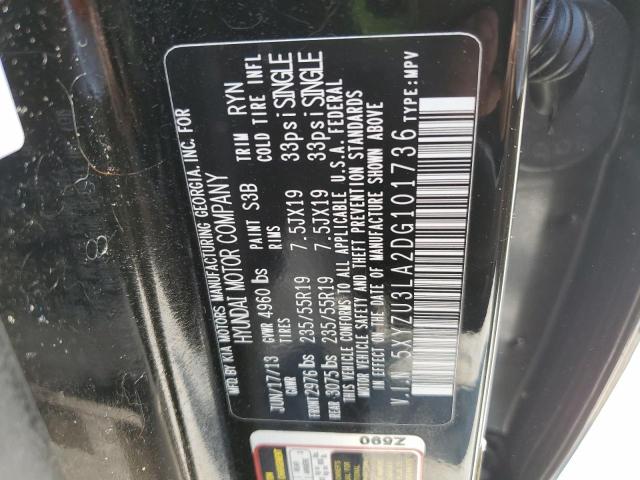 MFG.BY KIA MOTORS MANUFACTURING GEORGIA, INC. FOR
HYUNDAI MOTOR COMPANY
JUN/17/13 GVWR 4960 lbs PAINT S3B TRIM RYN
GAWR TIRES RIMS COLD TIRE INFL
FRONT 2976 lbs 235/55R19 7.5JX19 33psi SINGLE
REAR 3075 lbs 235/55R19 7.5JX19 33psi SINGLE
THIS VEHICLE CONFORMS TO ALL APPLICABLE U.S.A. FEDERAL
MOTOR VEHICLE SAFETY AND THEFT PREVENTION STANDARDS
IN EFFECT ON THE DATE OF MANUFACTURE SHOWN ABOVE
V.I.N: 5XYZU3LA2DG101736 TYPE:MPV
Z690